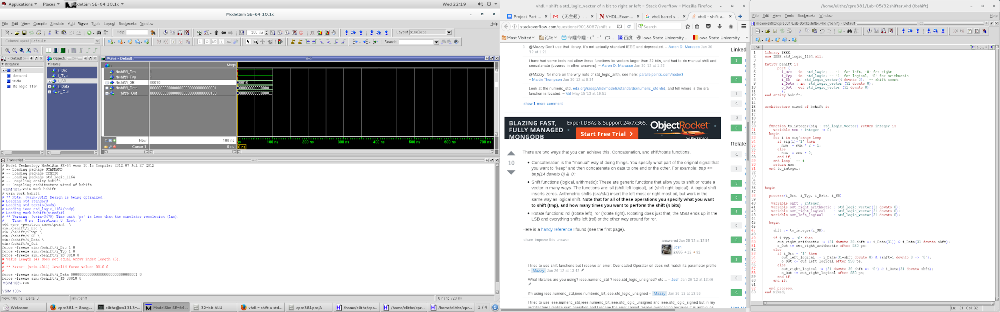 Applications
Places
ModelSim SE-64 10.1c
Wed 22:19
ModelSim SE-64 10.1c
File Edit View Compile Simulate Add Wave Tools Layout Bookmarks Window
Help
Help
100 ns
Layout Simulate
ColumnLayout Default
Search:
Default
Instance
bshift
standard
textio
std_logic_1164
Objects
Name
i_Drc
i_Typ
i_SB
i_Data
o_Out
Wave - Default
Msgs
/bshift/i_Drc 1
/bshift/i_Typ 1
/bshift/i_SB 00010 00010
/bshift/i_Data 00000000000000000000000000000001
hift/o_Out 00000000000000000000000000000100
Now 100 ns
Cursor 1 0 ns
100 ns 200 ns 300 ns 400 ns 500 ns 600 ns 700 ns
0 ns
Transcript
# Model Technology ModelSim SE-64 vcom 10.1c Compiler 2012.07 Jul 27 2012
# -- Loading package STANDARD
# -- Loading package TEXTIO
# -- Loading package std_logic_1164
# -- Compiling entity bshift
# -- Compiling architecture mixed of bshift
VSIM 101> vsim work.bshift
# vsim work.bshift
# ** Note: (vsim-3812) Design is being optimized...
# Loading std.standard
# Loading std.textio(body)
# Loading ieee.std_logic_1164(body)
# Loading work.bshift(mixed)#1
# ** Warning: (vsim-3479) Time unit 'ps' is less than the simulator resolution (1ns).
# Time: 0 ns Iteration: 0 Root: /
add wave -position insertpoint \
sim:/bshift/i_Drc \
sim:/bshift/i_Typ \
sim:/bshift/i_SB \
sim:/bshift/i_Data \
sim:/bshift/o_Out
force -freeze sim:/bshift/i_Drc 1 0
force -freeze sim:/bshift/i_Typ 1 0
force -freeze sim:/bshift/i_SB 0010 0
# Value length (4) does not equal array index length (5).
#
# ** Error: (vsim-4011) Invalid force value: 0010 0.
#
force -freeze sim:/bshift/i_Data 00000000000000000000000000000001 0
force -freeze sim:/bshift/i_SB 00010 0
VSIM 108> run
VSIM 109>
Now: 100 ns Delta: 0
sim:/bshift
0 ns to 723 ns
Welcome
cpre381 - Goog...
elithz@co1313-...
ModelSim SE-64...
32-bit ALU
vhdl - shift a std...
cpre381projA
/home/elithz/cpr...
/home/elithz/cpr...
/home/elithz/cpr...
1 / 4
1
vhdl - shift a std_logic_vector of n bit to right or left - Stack Overflow - Mozilla Firefox
Project Part ...
(无主题) ...
VHDL_Exam...
vhdl barrel s...
vhdl - shift a...
stackoverflow.com/questions/9018087/shift-a
Search
Most Visited
论坛
哔哩哔哩 - ( ゜- ゜)つ...
百度
Iowa State University ...
Iowa State University
3 @Mazzy Don't use that library. It's not actually standard IEEE and deprecated. – Aaron D. Marasco Jan 30
'12 at 1:21
I have had some tools not allow these functions for vectors larger than 32 bits, and had to do manual shift and
concatenate (covered in other answers). – Aaron D. Marasco Jan 30 '12 at 1:22
@Mazzy: for more on the why nots of std_logic_arith, see here: parallelpoints.com/node/3
– Martin Thompson Jan 30 '12 at 9:34
Look at the numeric_std, eda.org/rassp/vhdl/models/standards/numeric_std.vhd, and tell where is the sra
function is located. – Val May 15 '13 at 19:51
show 1 more comment
BLAZING FAST,
FULLY MANAGED
MONGODB
Expert DBAs & Support 24x7x365.
Start Free Trial
ObjectRocket
by Rackspace
There are two ways that you can achieve this. Concatenation, and shift/rotate functions.
10
Concatenation is the "manual" way of doing things. You specify what part of the original signal that
you want to "keep" and then concatenate on data to one end or the other. For example: tmp <=
tmp(14 downto 0) & '0';
Shift functions (logical, arithmetic): These are generic functions that allow you to shift or rotate a
vector in many ways. The functions are: sll (shift left logical), srl (shift right logical). A logical shift
inserts zeros. Arithmetic shifts (sra/sla) insert the left most or right most bit, but work in the
same way as logical shift. Note that for all of these operations you specify what you want
to shift (tmp), and how many times you want to perform the shift (n bits)
Rotate functions: rol (rotate left), ror (rotate right). Rotating does just that, the MSB ends up in the
LSB and everything shifts left (rol) or the other way around for ror.
Here is a handy reference I found (see the first page).
share improve this answer
answered Jan 26 '12 at 12:54
Josh
2,655 12 32
I tried to use shift functions but I receive an error: Overloaded Operator srl does not match its parameter profile
– Mazzy Jan 26 '12 at 13:42
What libraries are you using? ieee.numeric_std ? ieee.std_logic_unsigned? etc... – Josh Jan 26 '12 at 13:46
I'm using ieee.numeric_std,ieee.numberic_bit,ieee.std_logic_unsigned – Mazzy Jan 26 '12 at 13:56
I tried to use ieee.numeric_std,ieee.numeric_bit,ieee.std_logic_unsigned and ieee.std_logic_signed but in my
Linked
1
0
1
-1
-3
0
Relate
-1
1
3
0
4
0
0
1
0
-1
/home/elithz/cpre381/Lab-05/32shifter.vhd (/bshift)
File Edit View Tools Bookmarks Window
Help
/home/elithz/cpre381/Lab-05/32shifter.vhd (/bshift) - Default
Ln#
Now
1 library IEEE;
2 use IEEE.std_logic_1164.all;
3
4 Entity bshift is
5 port (
6 i_Drc : in std_logic; -- '1' for left, '0' for right
7 i_Typ : in std_logic; -- '1' for logical, '0' for arithmetic
8 i_SB : in std_logic_vector(4 downto 0); -- shift count
9 i_Data : in std_logic_vector (31 downto 0);
10 o_Out : out std_logic_vector (31 downto 0)
11 );
12 end entity bshift;
13
14
15 architecture mixed of bshift is
16
17
18
19
20 function to_integer(sig : std_logic_vector) return integer is
21 variable num : integer := 0;
22 begin
23 for i in sig'range loop
24 if sig(i)='1' then
25 num := num * 2 + 1;
26 else
27 num := num * 2;
28 end if;
29 end loop; -- i
30 return num;
31 end to_integer;
32
33
34
35
36 begin
37
38 process(i_Drc, i_Typ, i_Data, i_SB)
39
40 variable shft : integer;
41 variable out_right_arithmetic : std_logic_vector(31 downto 0);
42 variable out_right_logical : std_logic_vector(31 downto 0);
43 variable out_left_logical : std_logic_vector(31 downto 0);
44
45 begin
46
47 shft := to_integer(i_SB);
48
49 if i_Typ = '0' then
50 out_right_arithmetic := (31 downto 32-shft => i_Data(31)) & i_Data(31 downto shft);
51 o_Out <= out_right_arithmetic after 250 ps;
52 else
53 if i_Drc = '1' then
54 out_left_logical := i_Data(31-shft downto 0) & (shft-1 downto 0 => '0');
55 o_Out <= out_left_logical after 250 ps;
56 else
57 out_right_logical := (31 downto 32-shft => '0') & i_Data(31 downto shft);
58 o_Out <= out_right_logical after 250 ps;
59 end if;
60 end if;
61
62 end process;
63 end mixed;
Ln: 21 Col: 32